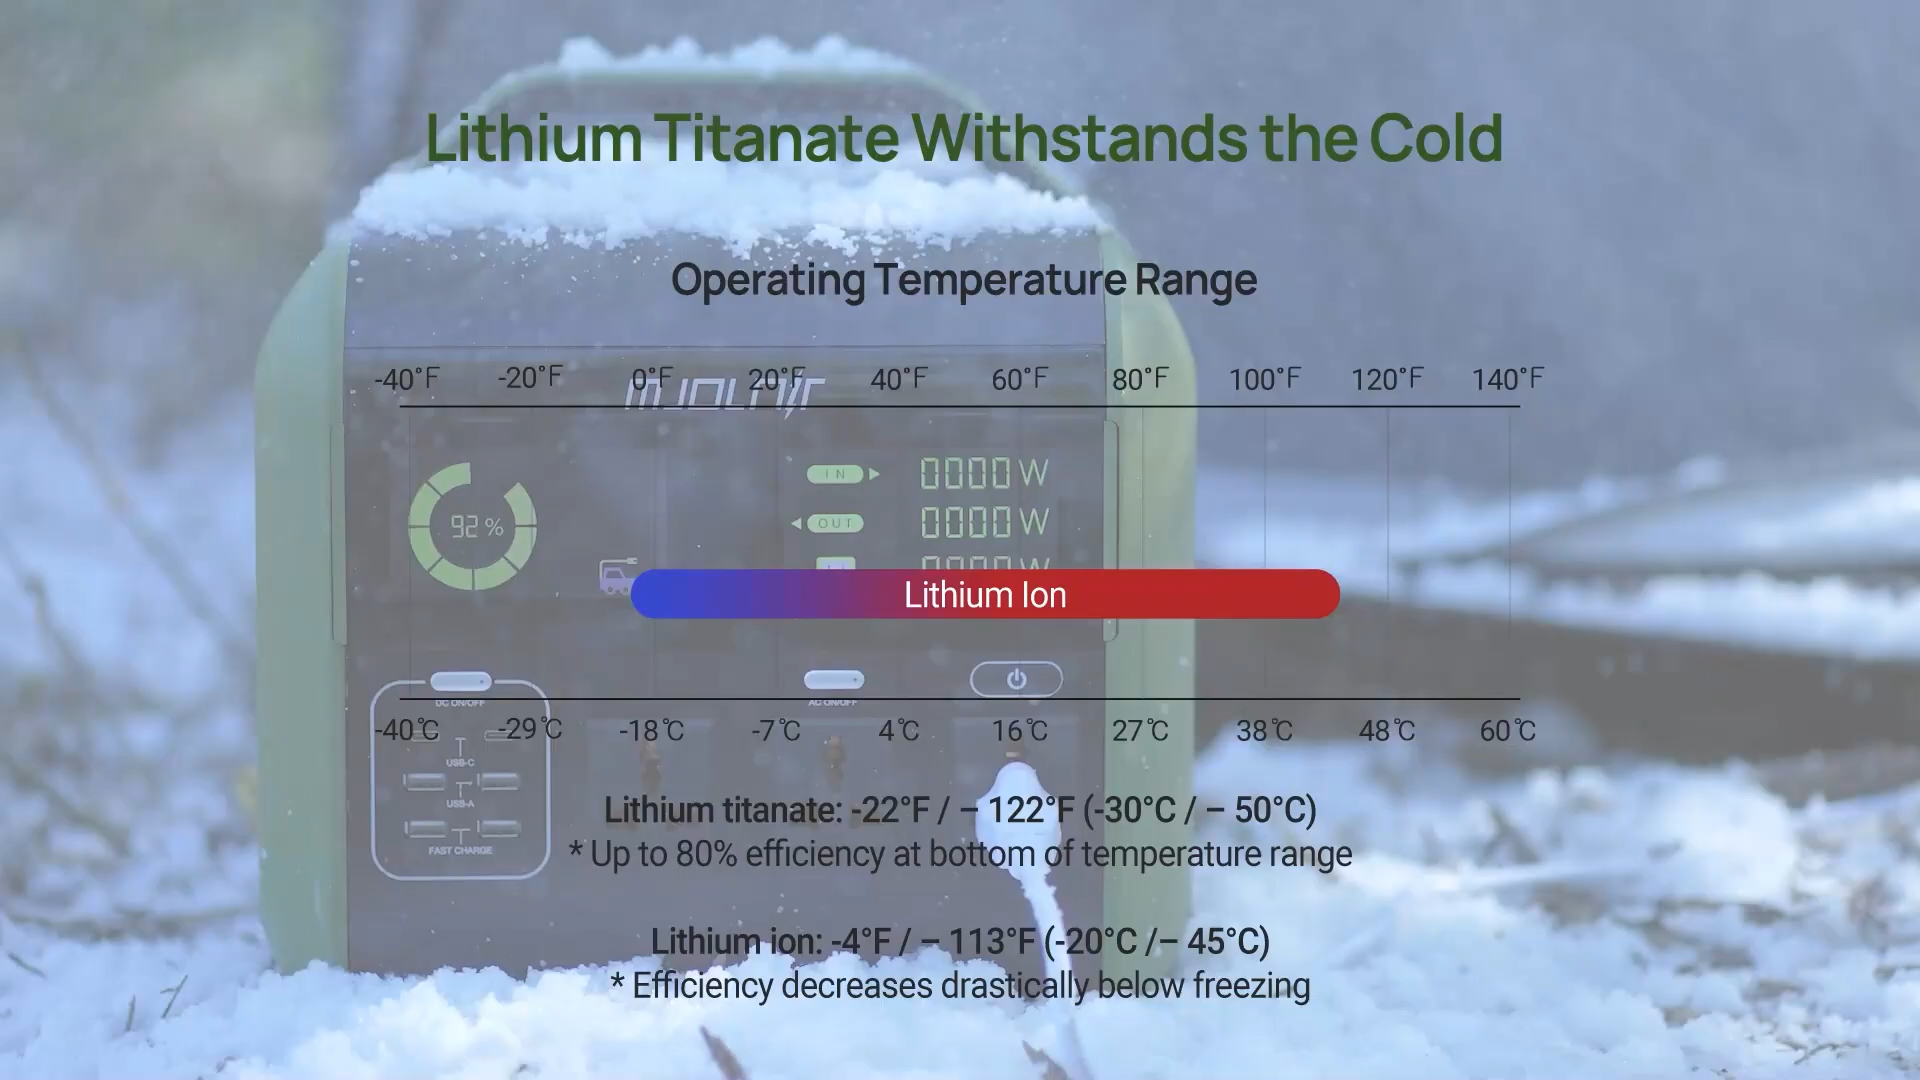 Lithium Titanate Withstands the Cold
Operating Temperature Range
-40°F -20°F 0°F 20°F 40°F 60°F 80°F 100°F 120°F 140°F
MJOLNIR
IN 0000 W
92 %
OUT 0000 W
0000 W
Lithium Ion
DC ON/OFF AC ON/OFF
-40℃ -29℃ -18℃ -7℃ 4℃ 16℃ 27℃ 38℃ 48℃ 60℃
USB-C
USB-A
FAST CHARGE
Lithium titanate: -22°F / – 122°F (-30°C / – 50°C)
* Up to 80% efficiency at bottom of temperature range
Lithium ion: -4°F / – 113°F (-20°C /– 45°C)
* Efficiency decreases drastically below freezing